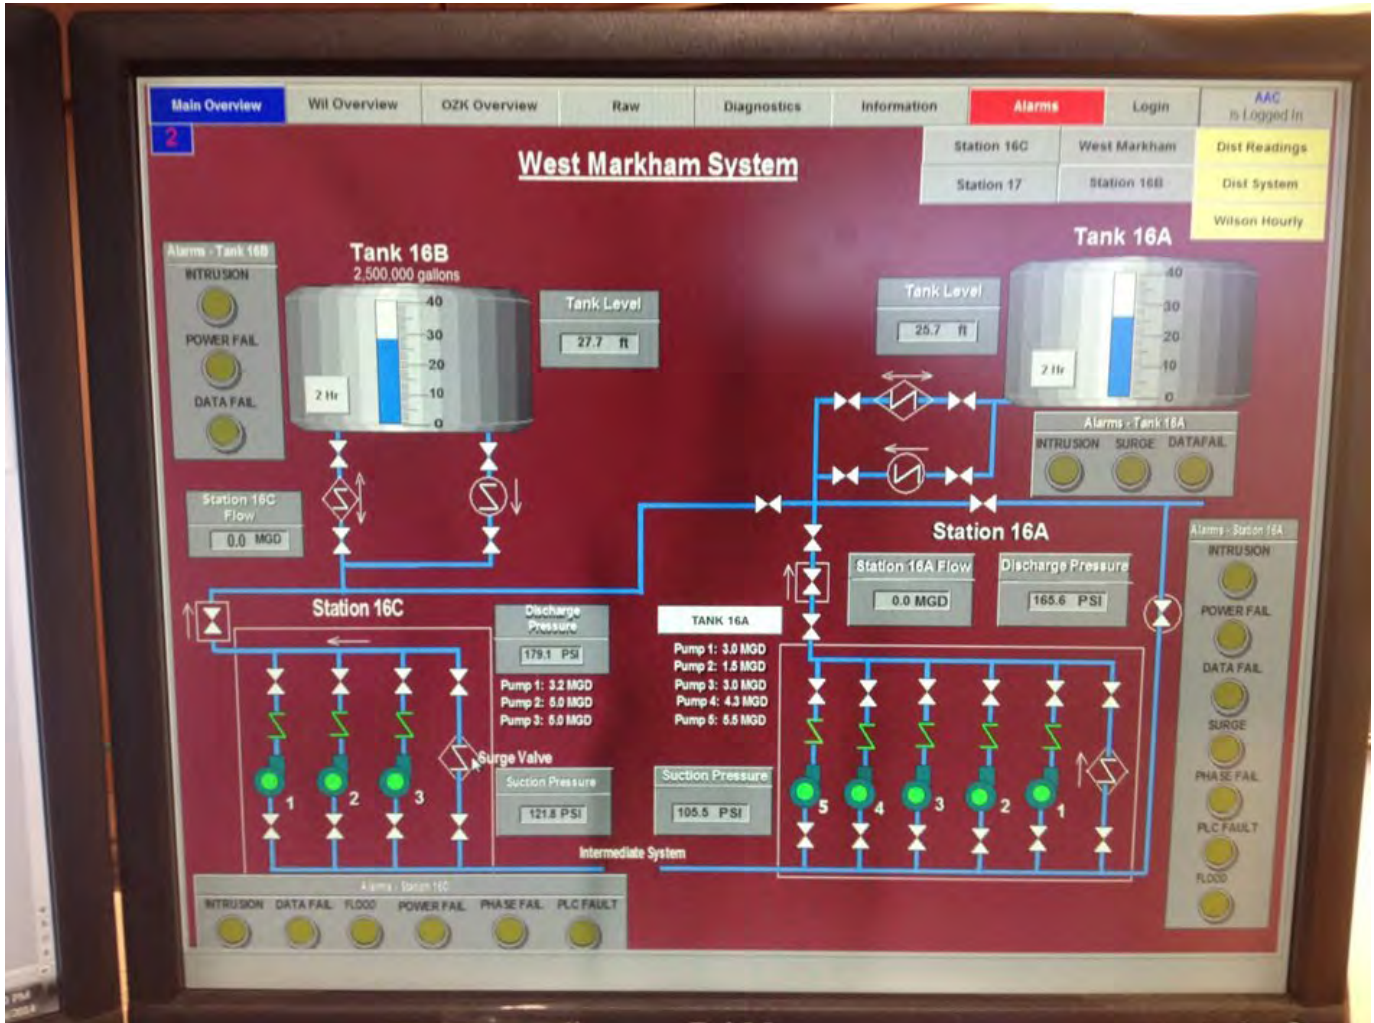 Main Overview
Wil Overview
OZK Overview
Raw
Diagnostics
Information
Alarms
Login
AAC
is Logged In
2
West Markham System
Station 16C
West Markham
Dist Readings
Station 17
Station 16B
Dist System
Wilson Hourly
Alarms - Tank 16B
INTRUSION
POWER FAIL
DATA FAIL
Tank 16B
2,500,000 gallons
40
30
20
10
0
2 Hr
Tank Level
27.7 ft
Tank Level
25.7 ft
Tank 16A
40
30
20
10
0
2 Hr
Alarms - Tank 16A
INTRUSION SURGE DATAFAIL
Station 16C
Flow
0.0 MGD
Station 16A
Station 16A Flow
0.0 MGD
Discharge Pressure
165.6 PSI
Alarms - Station 16A
INTRUSION
POWER FAIL
DATA FAIL
SURGE
PHASE FAIL
PLC FAULT
FLOOD
Station 16C
Discharge
Pressure
179.1 PSI
Pump 1: 3.2 MGD
Pump 2: 5.0 MGD
Pump 3: 5.0 MGD
TANK 16A
Pump 1: 3.0 MGD
Pump 2: 1.5 MGD
Pump 3: 3.0 MGD
Pump 4: 4.3 MGD
Pump 5: 5.5 MGD
Surge Valve
1
2
3
Suction Pressure
121.8 PSI
Suction Pressure
105.5 PSI
5
4
3
2
1
Intermediate System
Alarms - Station 16C
INTRUSION DATA FAIL FLOOD POWER FAIL PHASE FAIL PLC FAULT
PM